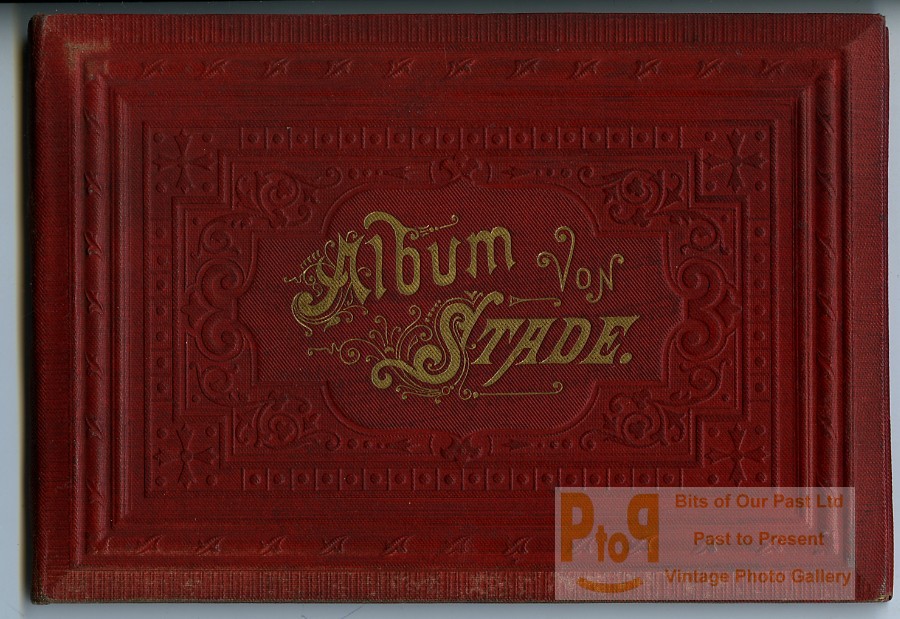 Album von
Stade.
PtoP
Bits of Our Past Ltd
Past to Present
Vintage Photo Gallery